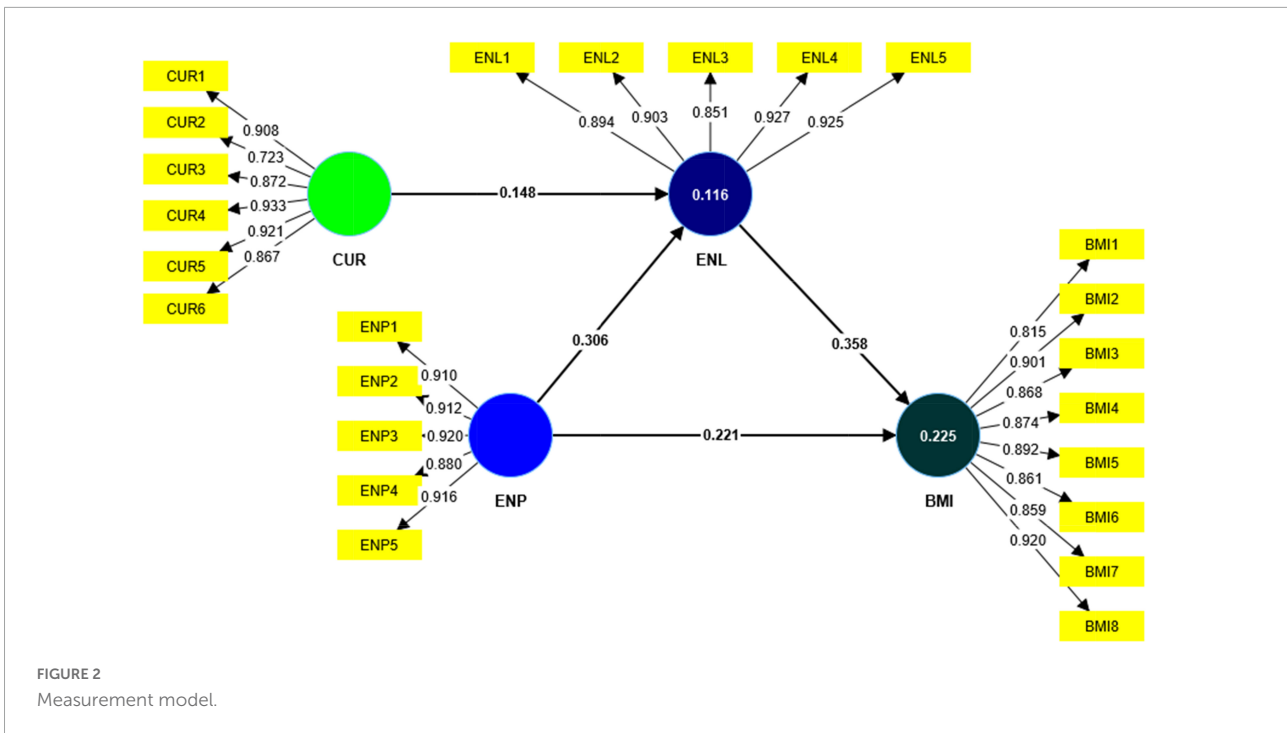 ENL1 ENL2 ENL3 ENL4 ENL5
0.894 0.903 0.851 0.927 0.925
CUR1
CUR2
CUR3
CUR4
CUR5
CUR6
0.908
0.723
0.872
0.933
0.921
0.867
CUR
0.148
0.116
ENL
ENP1
ENP2
ENP3
ENP4
ENP5
0.910
0.912
0.920
0.880
0.916
ENP
0.306
0.221
0.358
0.225
BMI
0.815
0.901
0.868
0.874
0.892
0.861
0.859
0.920
BMI1
BMI2
BMI3
BMI4
BMI5
BMI6
BMI7
BMI8
FIGURE 2
Measurement model.